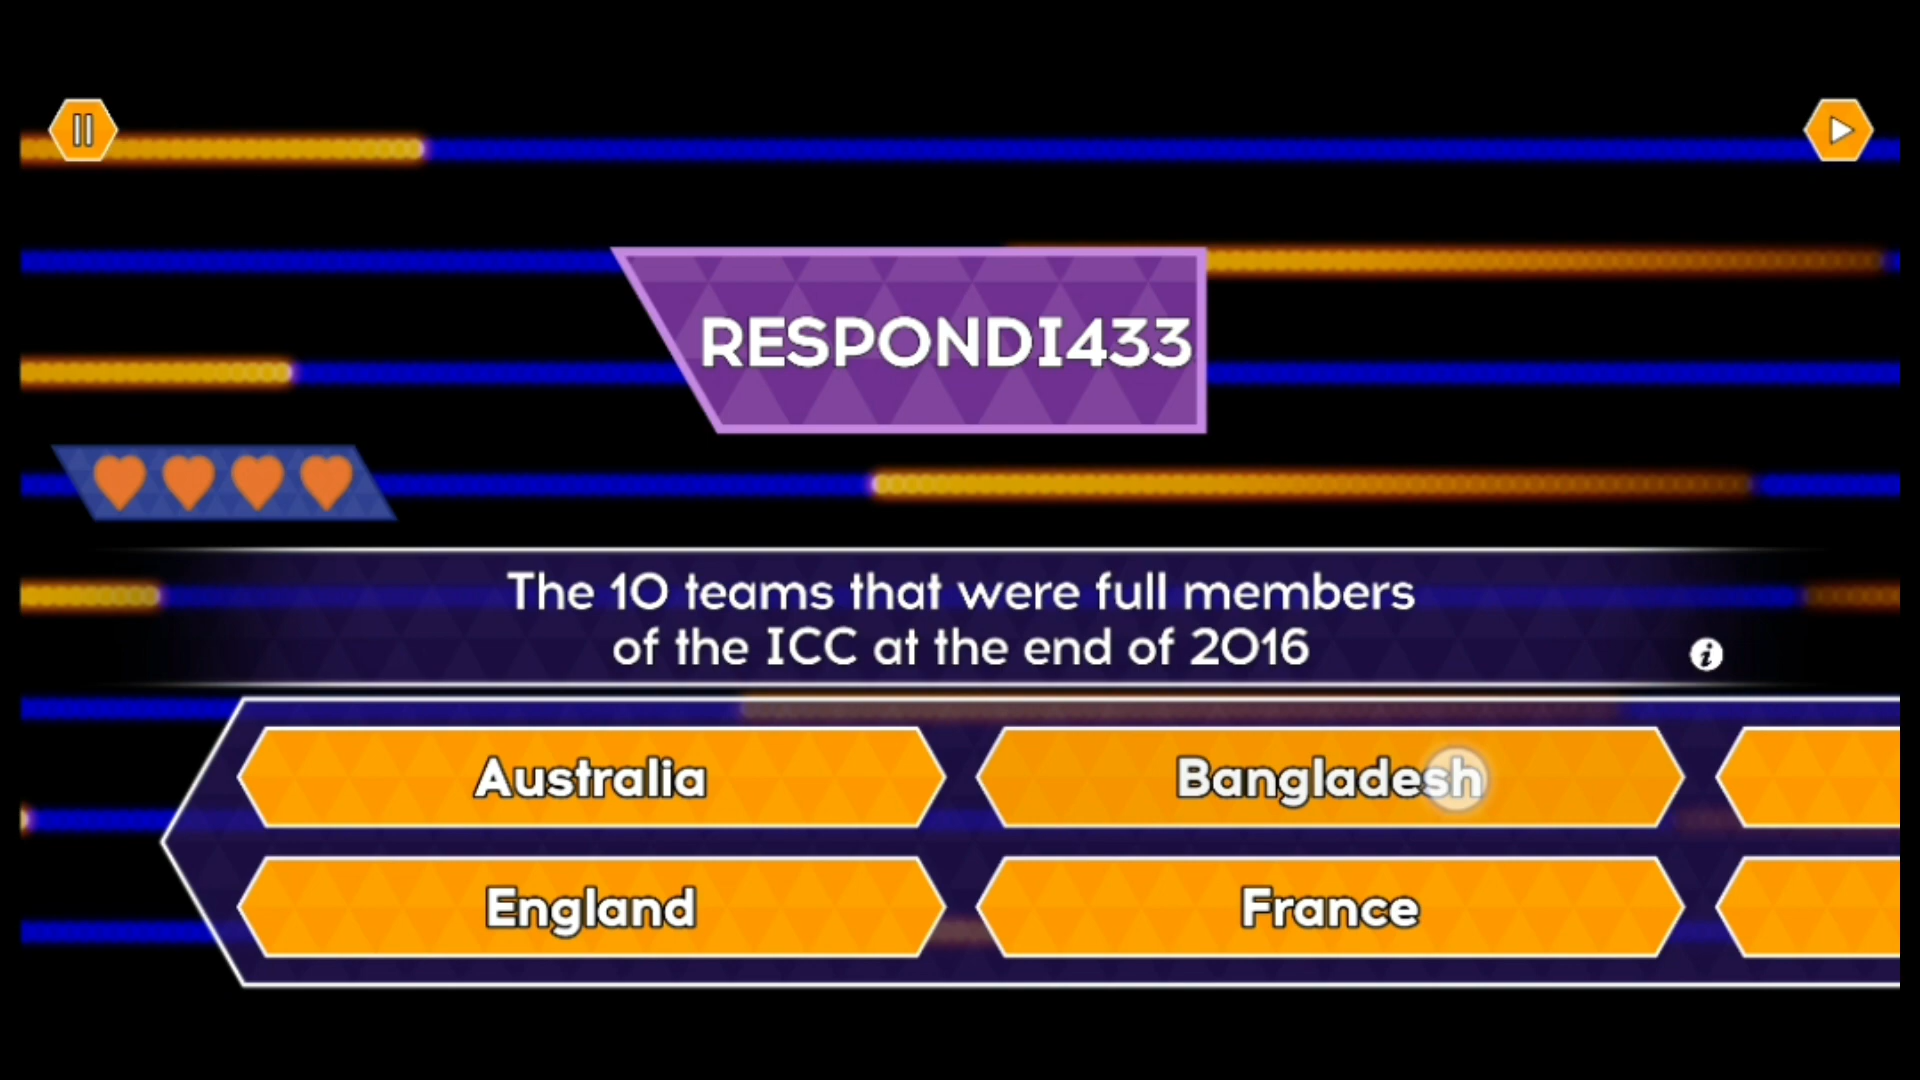 RESPONDI433
The 10 teams that were full members
of the ICC at the end of 2016
i
Australia
Bangladesh
England
France